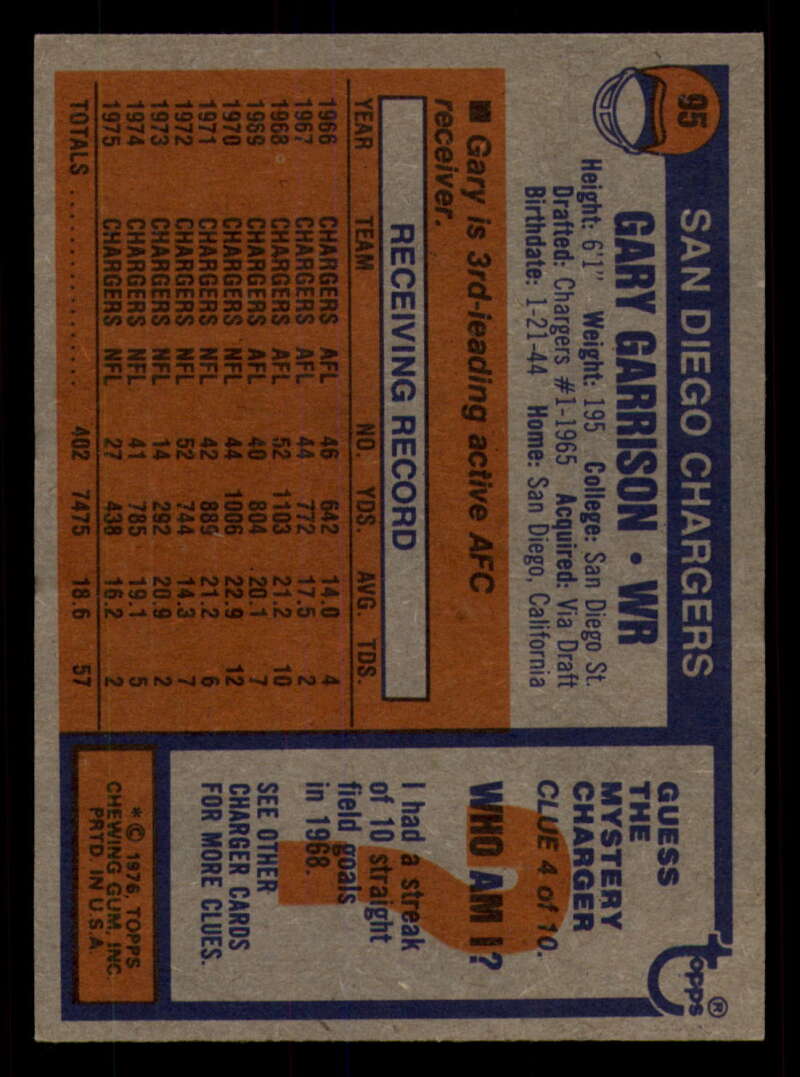 95
SAN DIEGO CHARGERS
GARY GARRISON • WR
Height: 6'1" Weight: 195 College: San Diego St.
Drafted: Chargers #1-1965 Acquired: Via Draft
Birthdate: 1-21-44 Home: San Diego, California
■ Gary is 3rd-leading active AFC
receiver.
RECEIVING RECORD
YEAR TEAM NO. YDS. AVG. TDS.
1966 CHARGERS AFL 46 642 14.0 4
1967 CHARGERS AFL 44 772 17.5 2
1968 CHARGERS AFL 52 1103 21.2 10
1969 CHARGERS AFL 40 804 20.1 7
1970 CHARGERS NFL 44 1006 22.9 12
1971 CHARGERS NFL 42 889 21.2 6
1972 CHARGERS NFL 52 744 14.3 7
1973 CHARGERS NFL 14 292 20.9 2
1974 CHARGERS NFL 41 785 19.1 5
1975 CHARGERS NFL 27 438 16.2 2
TOTALS .................. 402 7475 18.6 57
topps®
GUESS
THE
MYSTERY
CHARGER
CLUE 4 of 10.
?
WHO AM I?
I had a streak
of 10 straight
field goals
in 1968.
SEE OTHER
CHARGER CARDS
FOR MORE CLUES.
*© 1976, TOPPS
CHEWING GUM, INC.
PRTD. IN U.S.A.